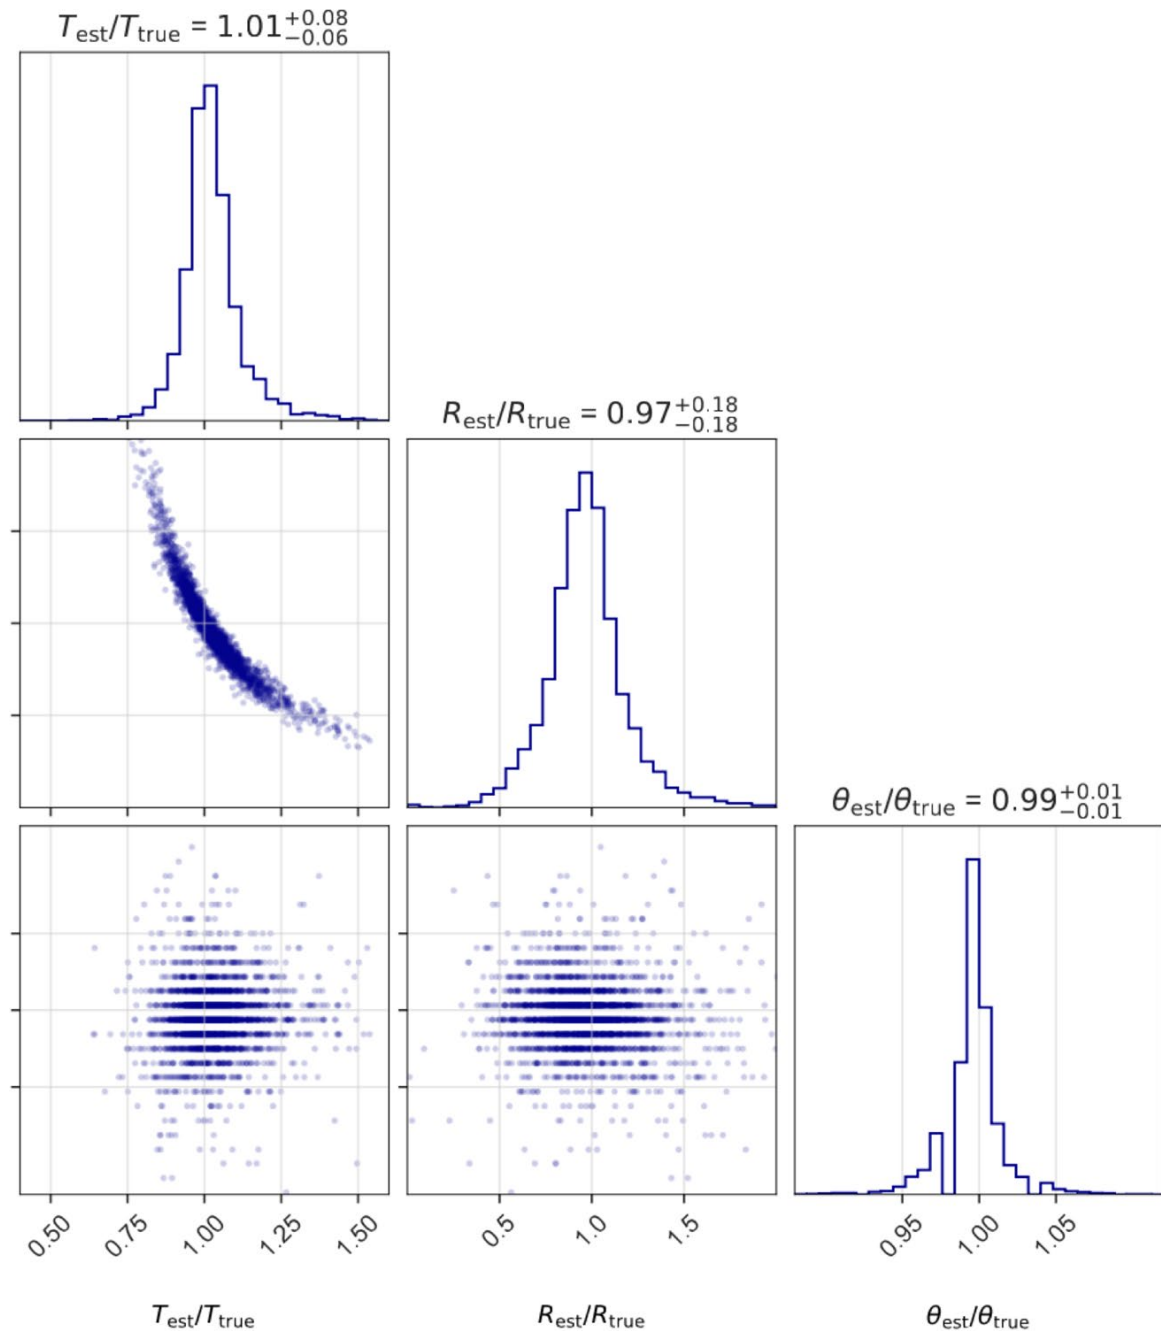 T_est/T_true = 1.01^{+0.08}_{−0.06}
R_est/R_true = 0.97^{+0.18}_{−0.18}
θ_est/θ_true = 0.99^{+0.01}_{−0.01}
0.50 0.75 1.00 1.25 1.50 0.5 1.0 1.5 0.95 1.00 1.05
T_est/T_true R_est/R_true θ_est/θ_true